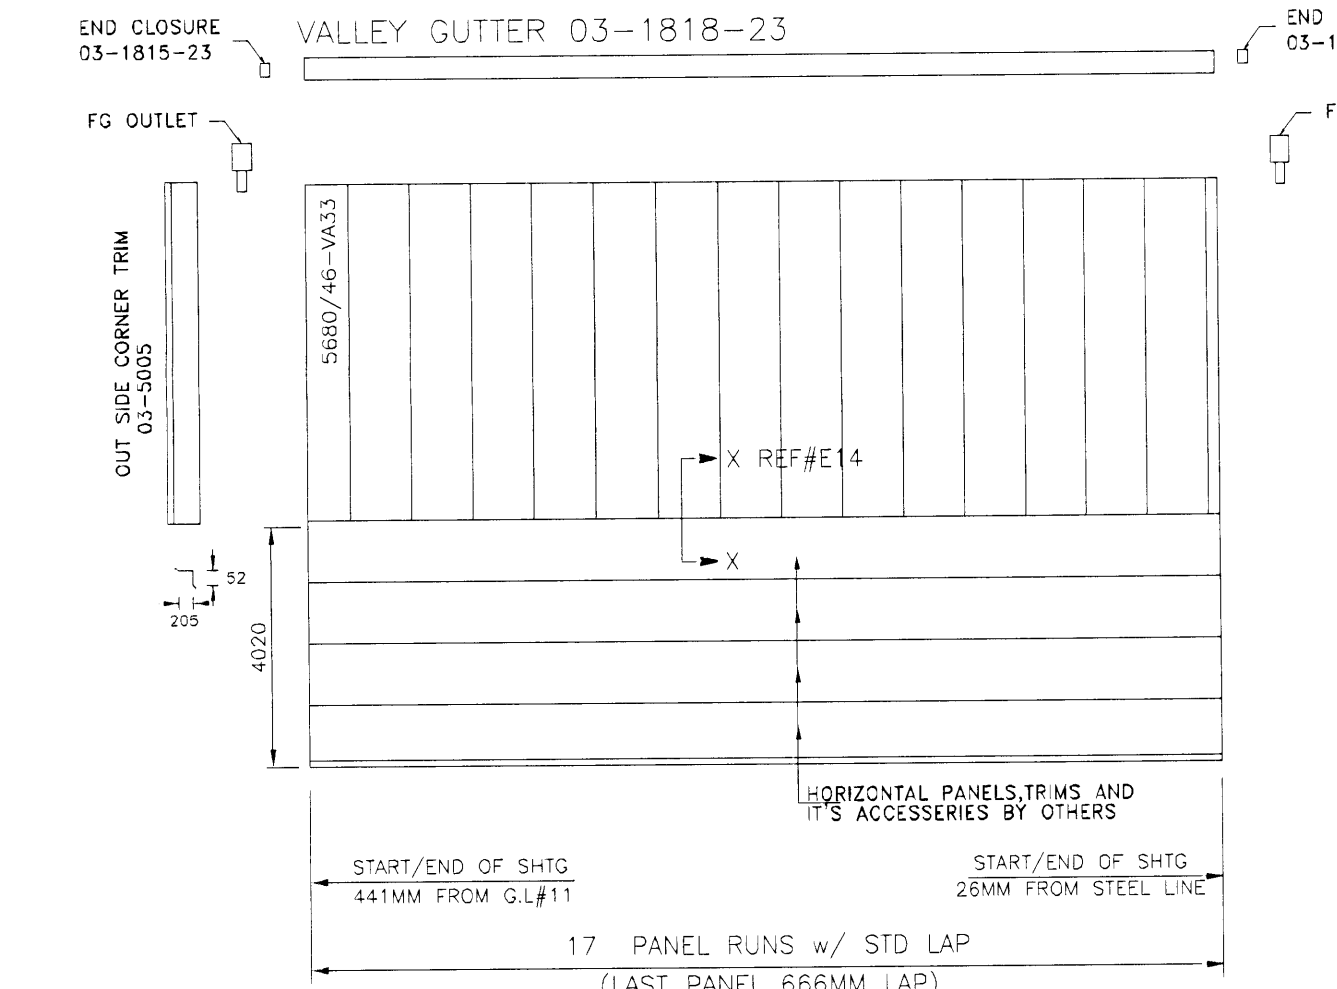 END CLOSURE
03-1815-23
VALLEY GUTTER 03-1818-23
END
03-1
FG OUTLET
F
OUT SIDE CORNER TRIM
03-5005
5680/46-VA33
X REF#E14
X
52
205
4020
HORIZONTAL PANELS,TRIMS AND
IT'S ACCESSERIES BY OTHERS
START/END OF SHTG
441MM FROM G.L#11
START/END OF SHTG
26MM FROM STEEL LINE
17 PANEL RUNS w/ STD LAP
(LAST PANEL 666MM LAP)